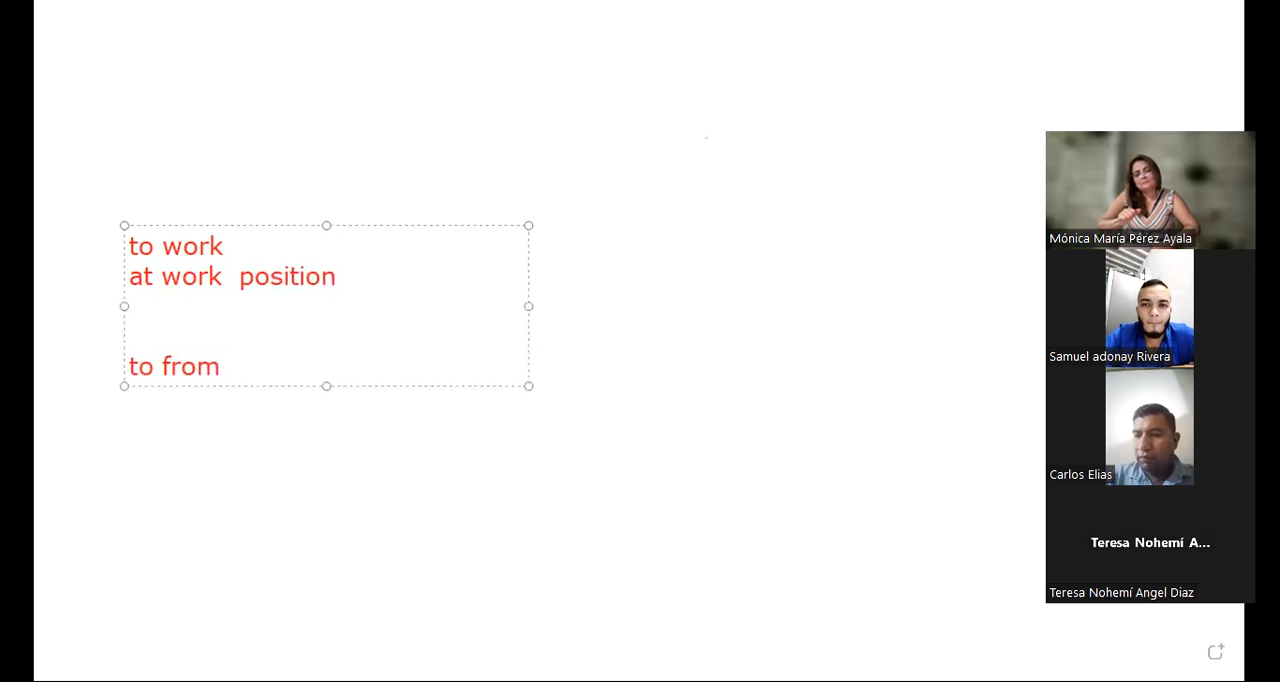 to work
at work  position
to from
Mónica María Pérez Ayala
Samuel adonay Rivera
Carlos Elias
Teresa Nohemí A...
Teresa Nohemí Angel Diaz